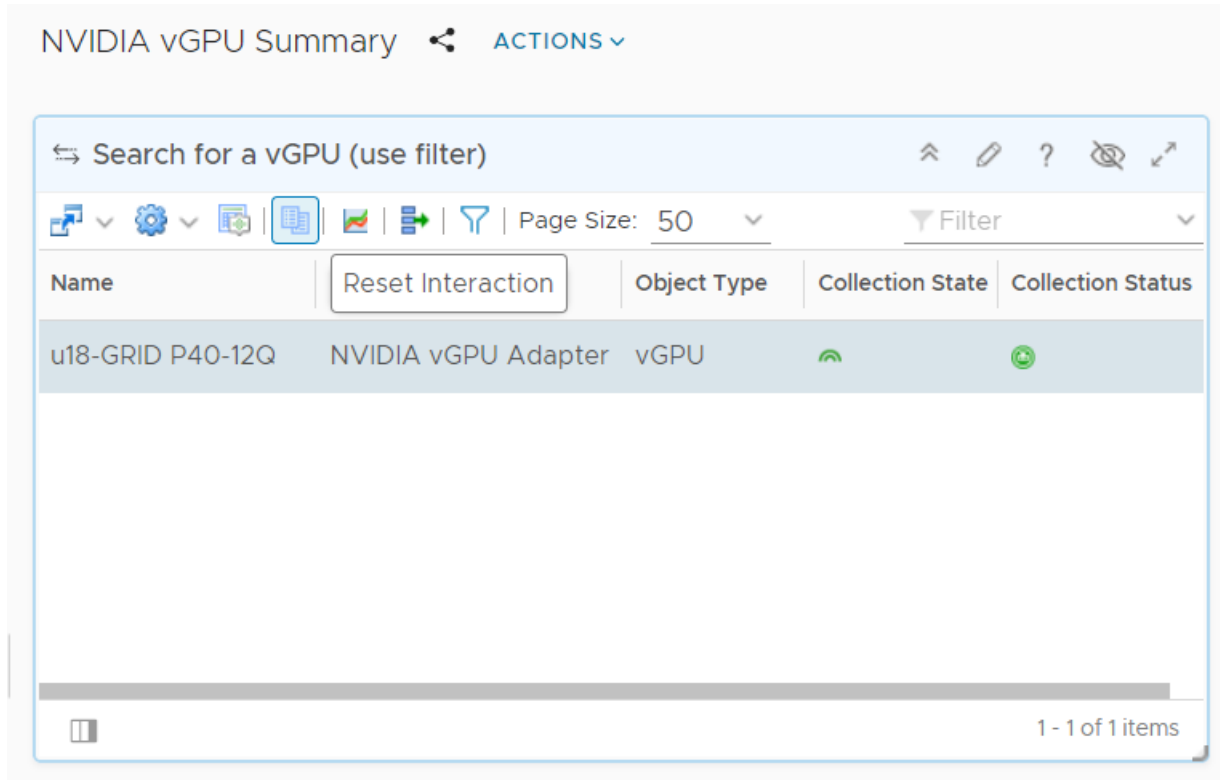 NVIDIA vGPU Summary ACTIONS
Search for a vGPU (use filter) ?
Page Size: 50 Filter
Name Reset Interaction Object Type Collection State Collection Status
u18-GRID P40-12Q NVIDIA vGPU Adapter vGPU
1 - 1 of 1 items